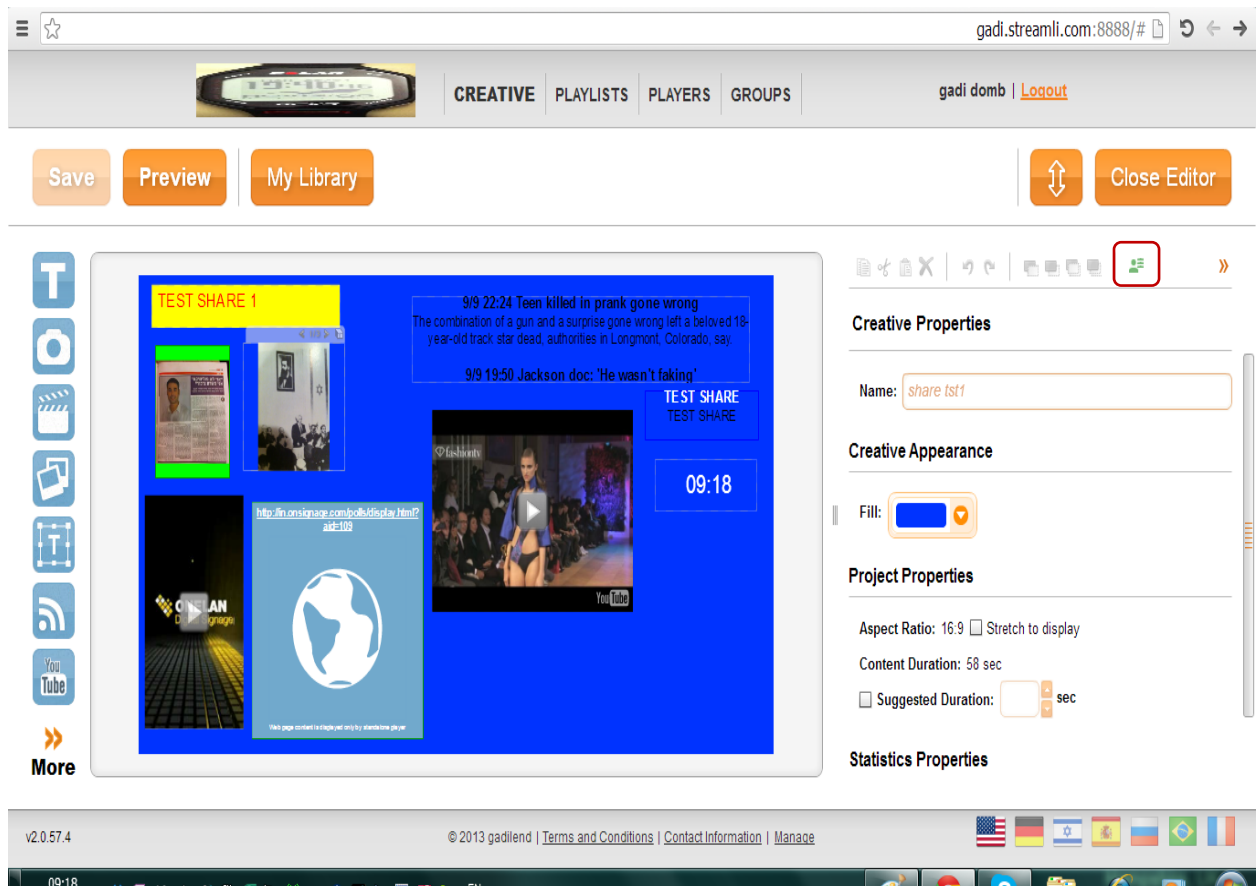 gadi.streamli.com:8888/#
CREATIVE PLAYLISTS PLAYERS GROUPS
gadi domb | Logout
Save Preview My Library Close Editor
T
TEST SHARE 1
9/9 22:24 Teen killed in prank gone wrong
The combination of a gun and a surprise gone wrong left a beloved 18-
year-old track star dead, authorities in Longmont, Colorado, say.
9/9 19:50 Jackson doc: 'He wasn't faking'
TEST SHARE
TEST SHARE
fashiontv
09:18
YouTube
http://in.onsignage.com/polls/display.html?
aid=109
Web page content is displayed only by standalone player
ONELAN
Digital Signage
T
You
Tube
More
Creative Properties
Name: share tst1
Creative Appearance
Fill:
Project Properties
Aspect Ratio: 16:9 Stretch to display
Content Duration: 58 sec
Suggested Duration: sec
Statistics Properties
v2.0.57.4
© 2013 gadilend | Terms and Conditions | Contact Information | Manage
09:18